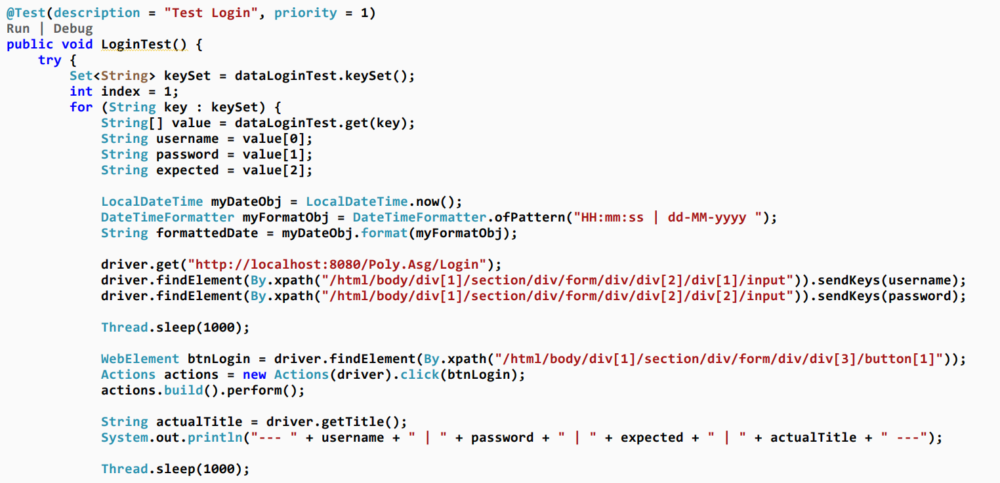 @Test(description = "Test Login", priority = 1)
Run | Debug
public void LoginTest() {
    try {
        Set<String> keySet = dataLoginTest.keySet();
        int index = 1;
        for (String key : keySet) {
            String[] value = dataLoginTest.get(key);
            String username = value[0];
            String password = value[1];
            String expected = value[2];

            LocalDateTime myDateObj = LocalDateTime.now();
            DateTimeFormatter myFormatObj = DateTimeFormatter.ofPattern("HH:mm:ss | dd-MM-yyyy ");
            String formattedDate = myDateObj.format(myFormatObj);

            driver.get("http://localhost:8080/Poly.Asg/Login");
            driver.findElement(By.xpath("/html/body/div[1]/section/div/form/div/div[2]/div[1]/input")).sendKeys(username);
            driver.findElement(By.xpath("/html/body/div[1]/section/div/form/div/div[2]/div[2]/input")).sendKeys(password);

            Thread.sleep(1000);

            WebElement btnLogin = driver.findElement(By.xpath("/html/body/div[1]/section/div/form/div/div[3]/button[1]"));
            Actions actions = new Actions(driver).click(btnLogin);
            actions.build().perform();

            String actualTitle = driver.getTitle();
            System.out.println("--- " + username + " | " + password + " | " + expected + " | " + actualTitle + " ---");

            Thread.sleep(1000);